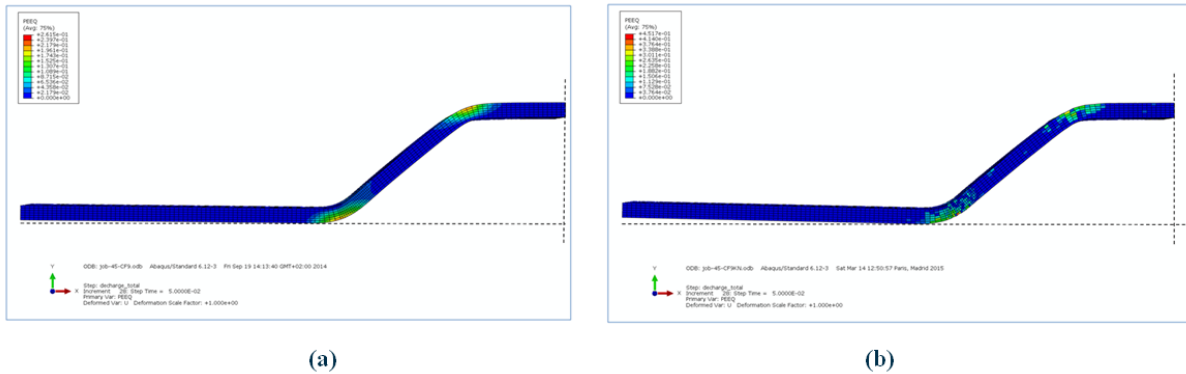 PEEQ
(Avg: 75%)
+2.615e-01
+2.397e-01
+2.179e-01
+1.961e-01
+1.743e-01
+1.525e-01
+1.307e-01
+1.089e-01
+8.715e-02
+6.536e-02
+4.358e-02
+2.179e-02
+0.000e+00
Y
X
ODB: job-45-CF9.odb Abaqus/Standard 6.12-3 Fri Sep 19 14:13:40 GMT+02:00 2014
Step: decharge_total
Increment 28: Step Time = 5.0000E-02
Primary Var: PEEQ
Deformed Var: U Deformation Scale Factor: +1.000e+00
(a)
PEEQ
(Avg: 75%)
+4.517e-01
+4.140e-01
+3.764e-01
+3.388e-01
+3.011e-01
+2.635e-01
+2.258e-01
+1.882e-01
+1.506e-01
+1.129e-01
+7.528e-02
+3.764e-02
+0.000e+00
Y
X
ODB: job-45-CF9KN.odb Abaqus/Standard 6.12-3 Sat Mar 14 12:50:57 Paris, Madrid 2015
Step: decharge_total
Increment 28: Step Time = 5.0000E-02
Primary Var: PEEQ
Deformed Var: U Deformation Scale Factor: +1.000e+00
(b)